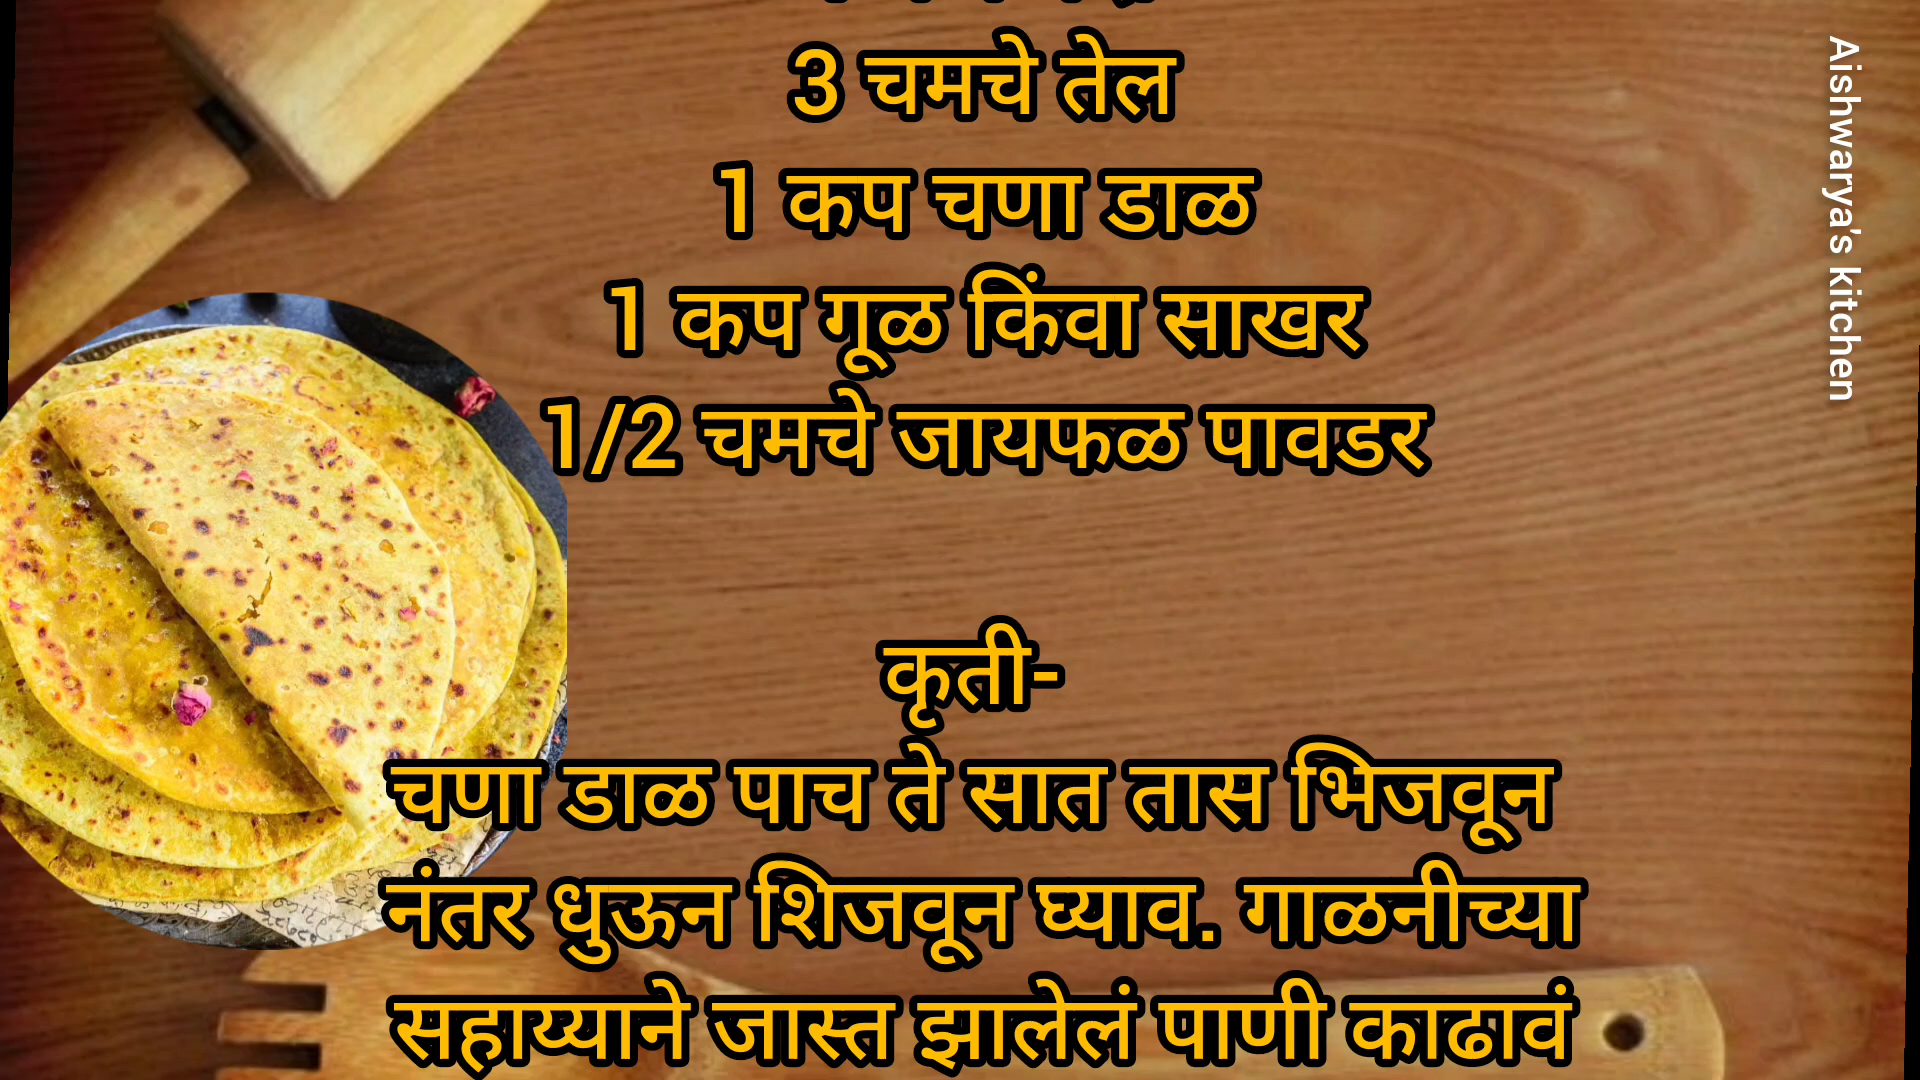 3 चमचे तेल
1 कप चणा डाळ
1 कप गूळ किंवा साखर
1/2 चमचे जायफळ पावडर
कृती-
चणा डाळ पाच ते सात तास भिजवून
नंतर धुऊन शिजवून घ्याव. गाळनीच्या
सहाय्याने जास्त झालेलं पाणी काढावं
Aishwarya's kitchen